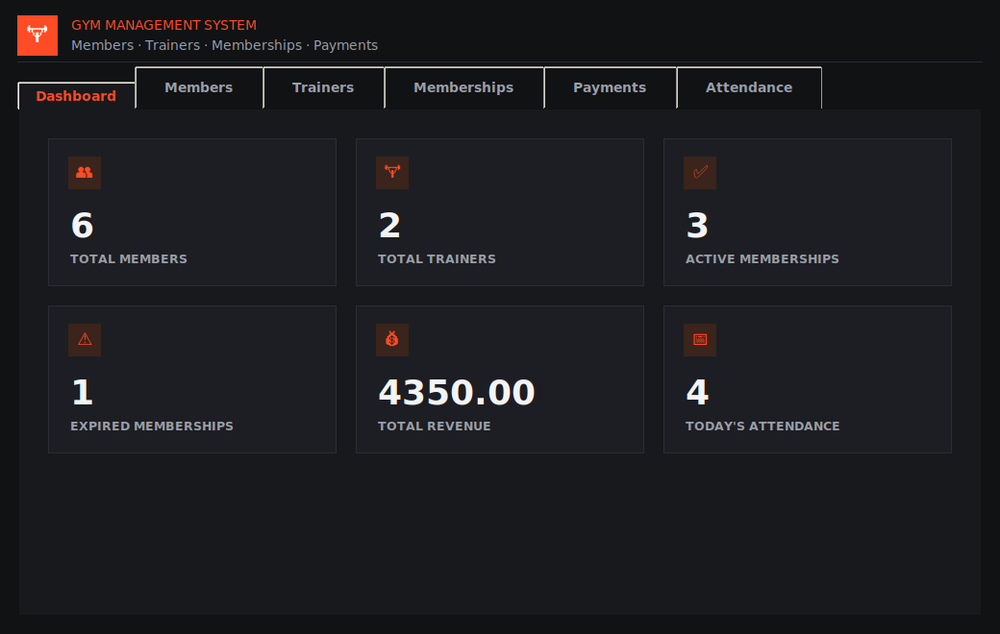 GYM MANAGEMENT SYSTEM
Members · Trainers · Memberships · Payments
Dashboard
Members
Trainers
Memberships
Payments
Attendance
6
TOTAL MEMBERS
2
TOTAL TRAINERS
3
ACTIVE MEMBERSHIPS
1
EXPIRED MEMBERSHIPS
4350.00
TOTAL REVENUE
4
TODAY'S ATTENDANCE